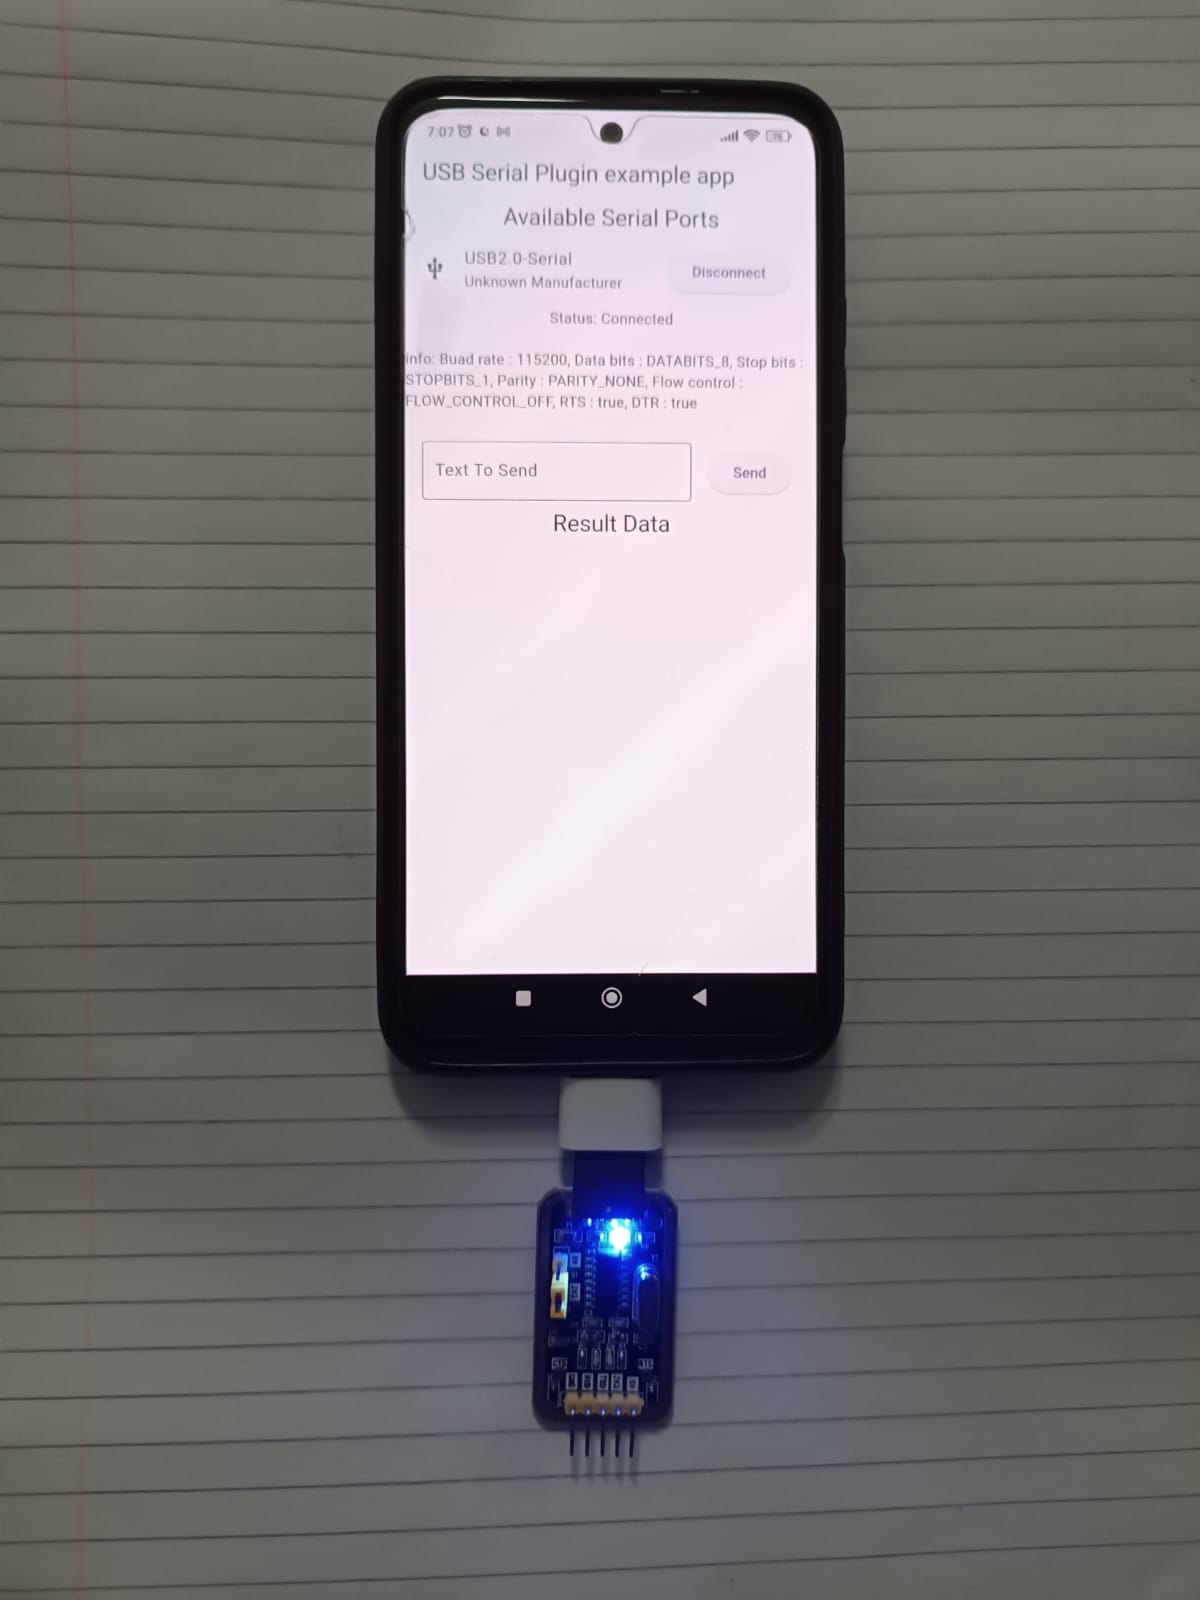 7:07
76
USB Serial Plugin example app
Available Serial Ports
USB2.0-Serial
Unknown Manufacturer
Disconnect
Status: Connected
info: Buad rate : 115200, Data bits : DATABITS_8, Stop bits :
STOPBITS_1, Parity : PARITY_NONE, Flow control :
FLOW_CONTROL_OFF, RTS : true, DTR : true
Text To Send
Send
Result Data